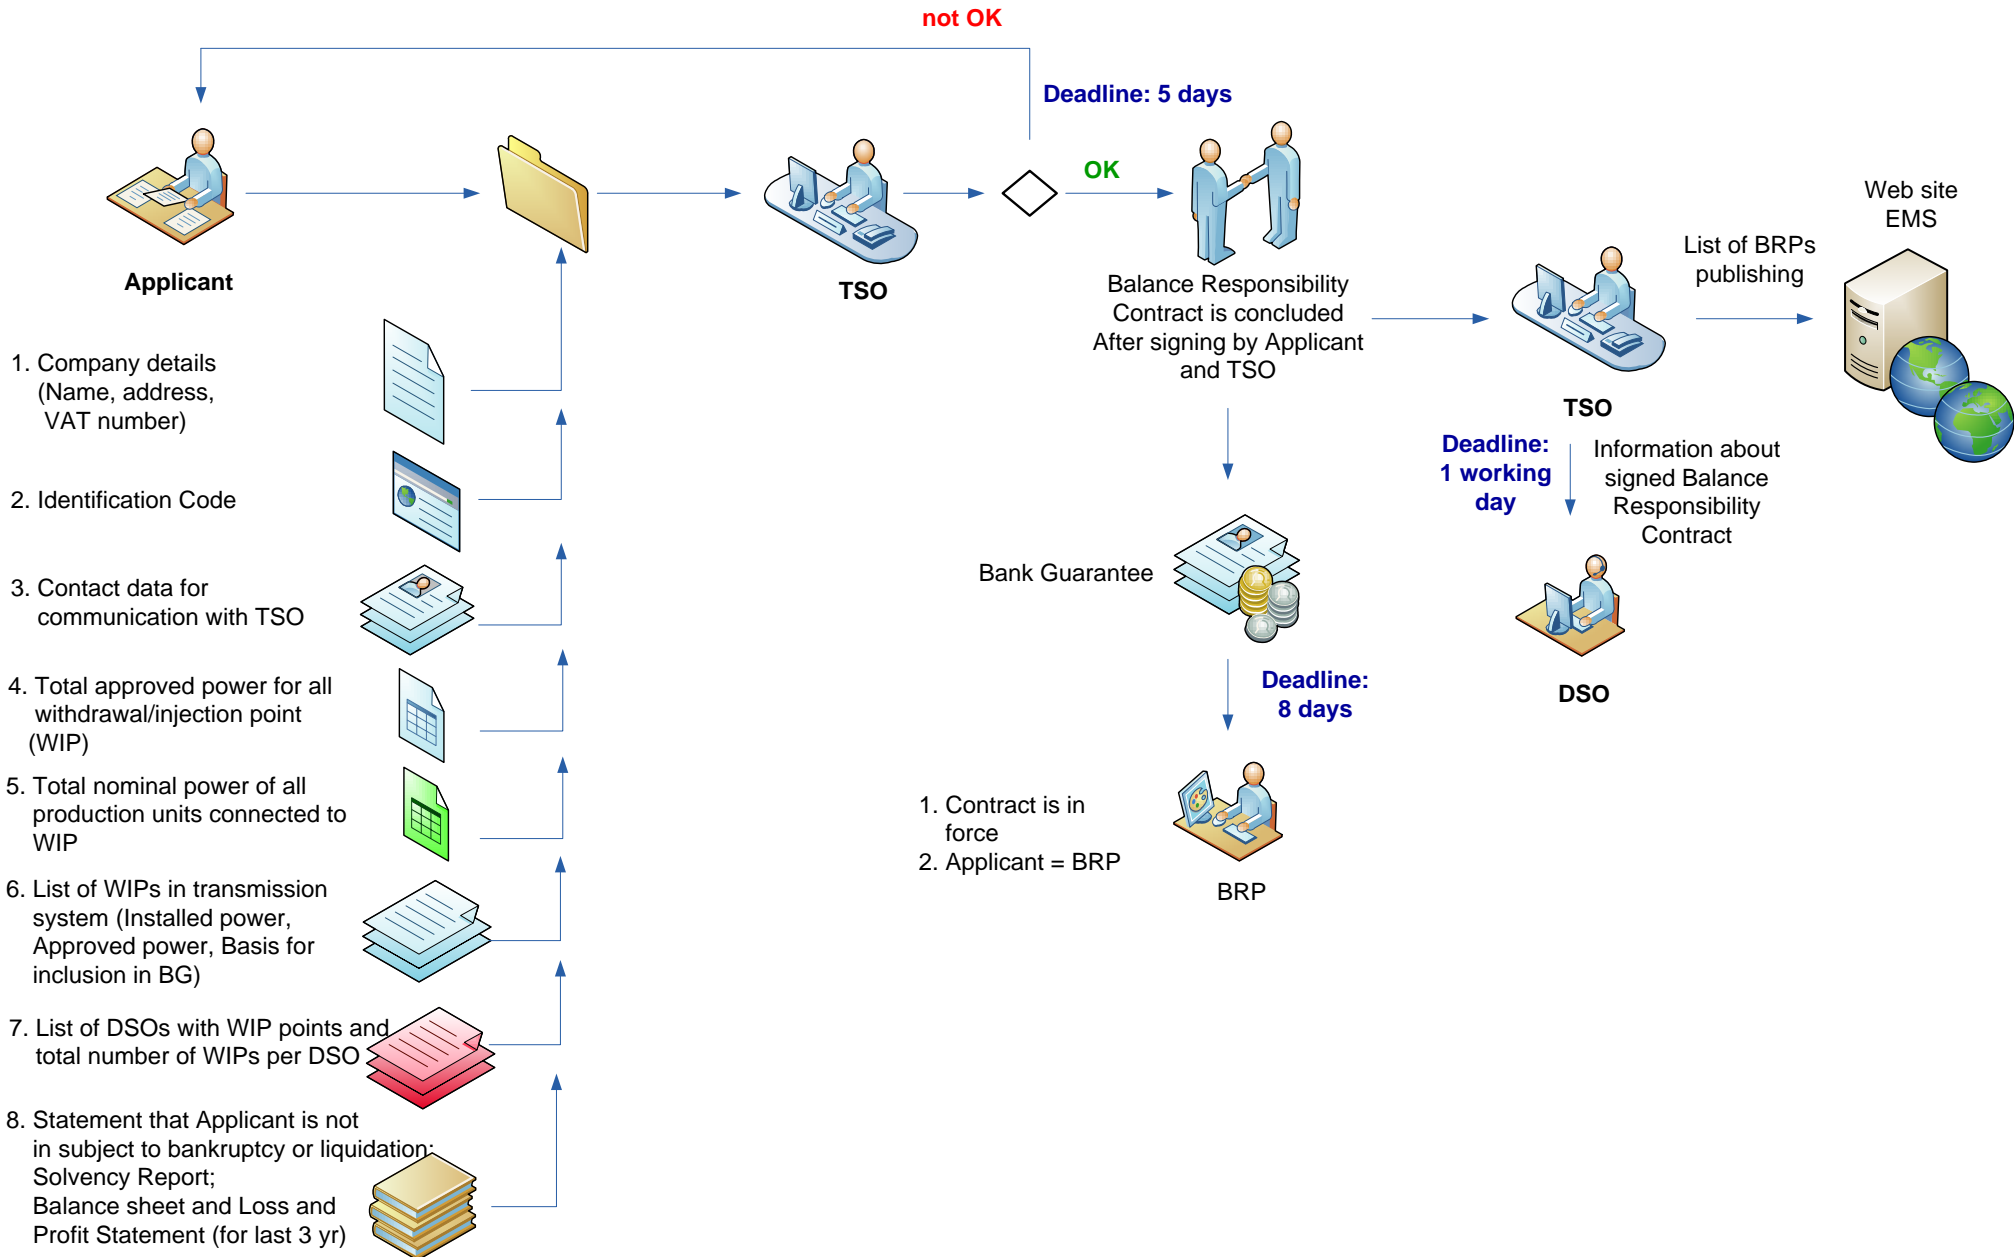 not OK
Deadline: 5 days
OK
Applicant
TSO
Balance Responsibility
Contract is concluded
After signing by Applicant
and TSO
Web site
EMS
List of BRPs
publishing
TSO
Deadline:
1 working
day
Information about
signed Balance
Responsibility
Contract
DSO
Bank Guarantee
Deadline:
8 days
1. Contract is in
force
2. Applicant = BRP
BRP
1. Company details
(Name, address,
VAT number)
2. Identification Code
3. Contact data for
communication with TSO
4. Total approved power for all
withdrawal/injection point
(WIP)
5. Total nominal power of all
production units connected to
WIP
6. List of WIPs in transmission
system (Installed power,
Approved power, Basis for
inclusion in BG)
7. List of DSOs with WIP points and
total number of WIPs per DSO
8. Statement that Applicant is not
in subject to bankruptcy or liquidation;
Solvency Report;
Balance sheet and Loss and
Profit Statement (for last 3 yr)